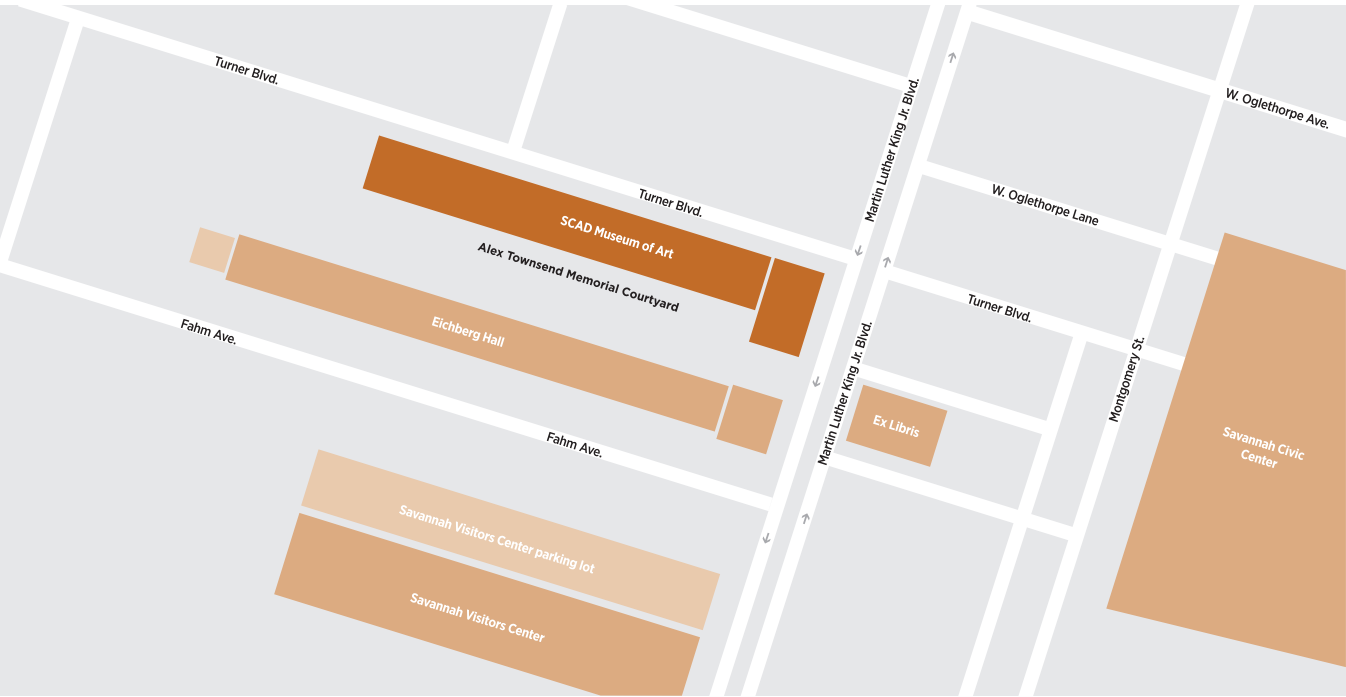 Turner Blvd.
W. Oglethorpe Ave.
Martin Luther King Jr. Blvd.
Turner Blvd.
W. Oglethorpe Lane
SCAD Museum of Art
Alex Townsend Memorial Courtyard
Turner Blvd.
Fahm Ave.
Eichberg Hall
Martin Luther King Jr. Blvd.
Montgomery St.
Ex Libris
Fahm Ave.
Savannah Civic
Center
Savannah Visitors Center parking lot
Savannah Visitors Center